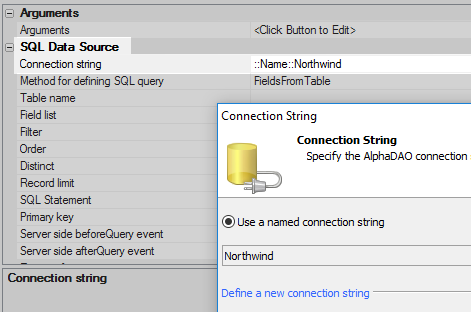 Arguments
Arguments <Click Button to Edit>
SQL Data Source
Connection string ::Name::Northwind
Method for defining SQL query FieldsFromTable
Table name
Field list
Filter
Order
Distinct
Record limit
SQL Statement
Primary key
Server side beforeQuery event
Server side afterQuery event
Connection string
Connection String
Connection String
Specify the AlphaDAO connection
Use a named connection string
Northwind
Define a new connection string